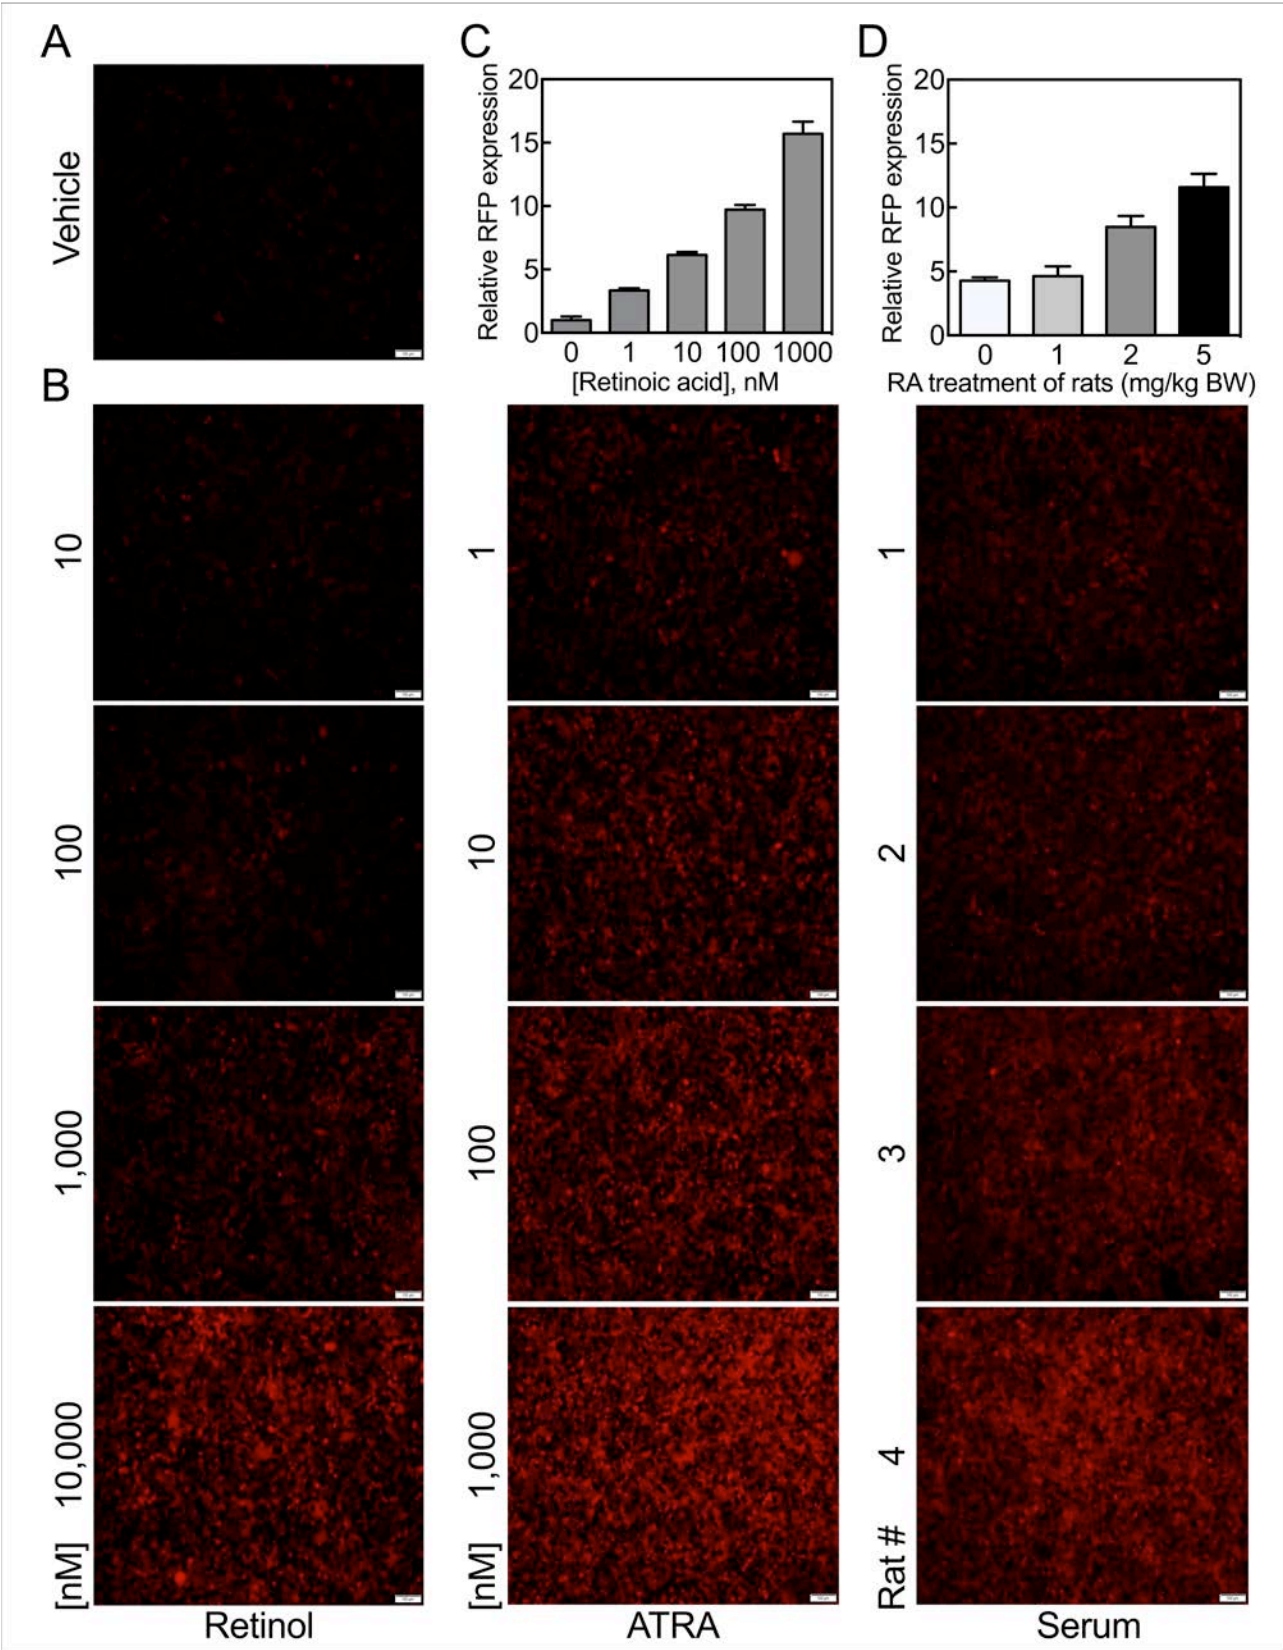 A
Vehicle
C
Relative RFP expression
20
15
10
5
0
0 1 10 100 1000
[Retinoic acid], nM
D
Relative RFP expression
20
15
10
5
0
0 1 2 5
RA treatment of rats (mg/kg BW)
B
10
100
1,000
10,000
[nM]
Retinol
1
10
100
1,000
[nM]
ATRA
1
2
3
4
Rat #
Serum